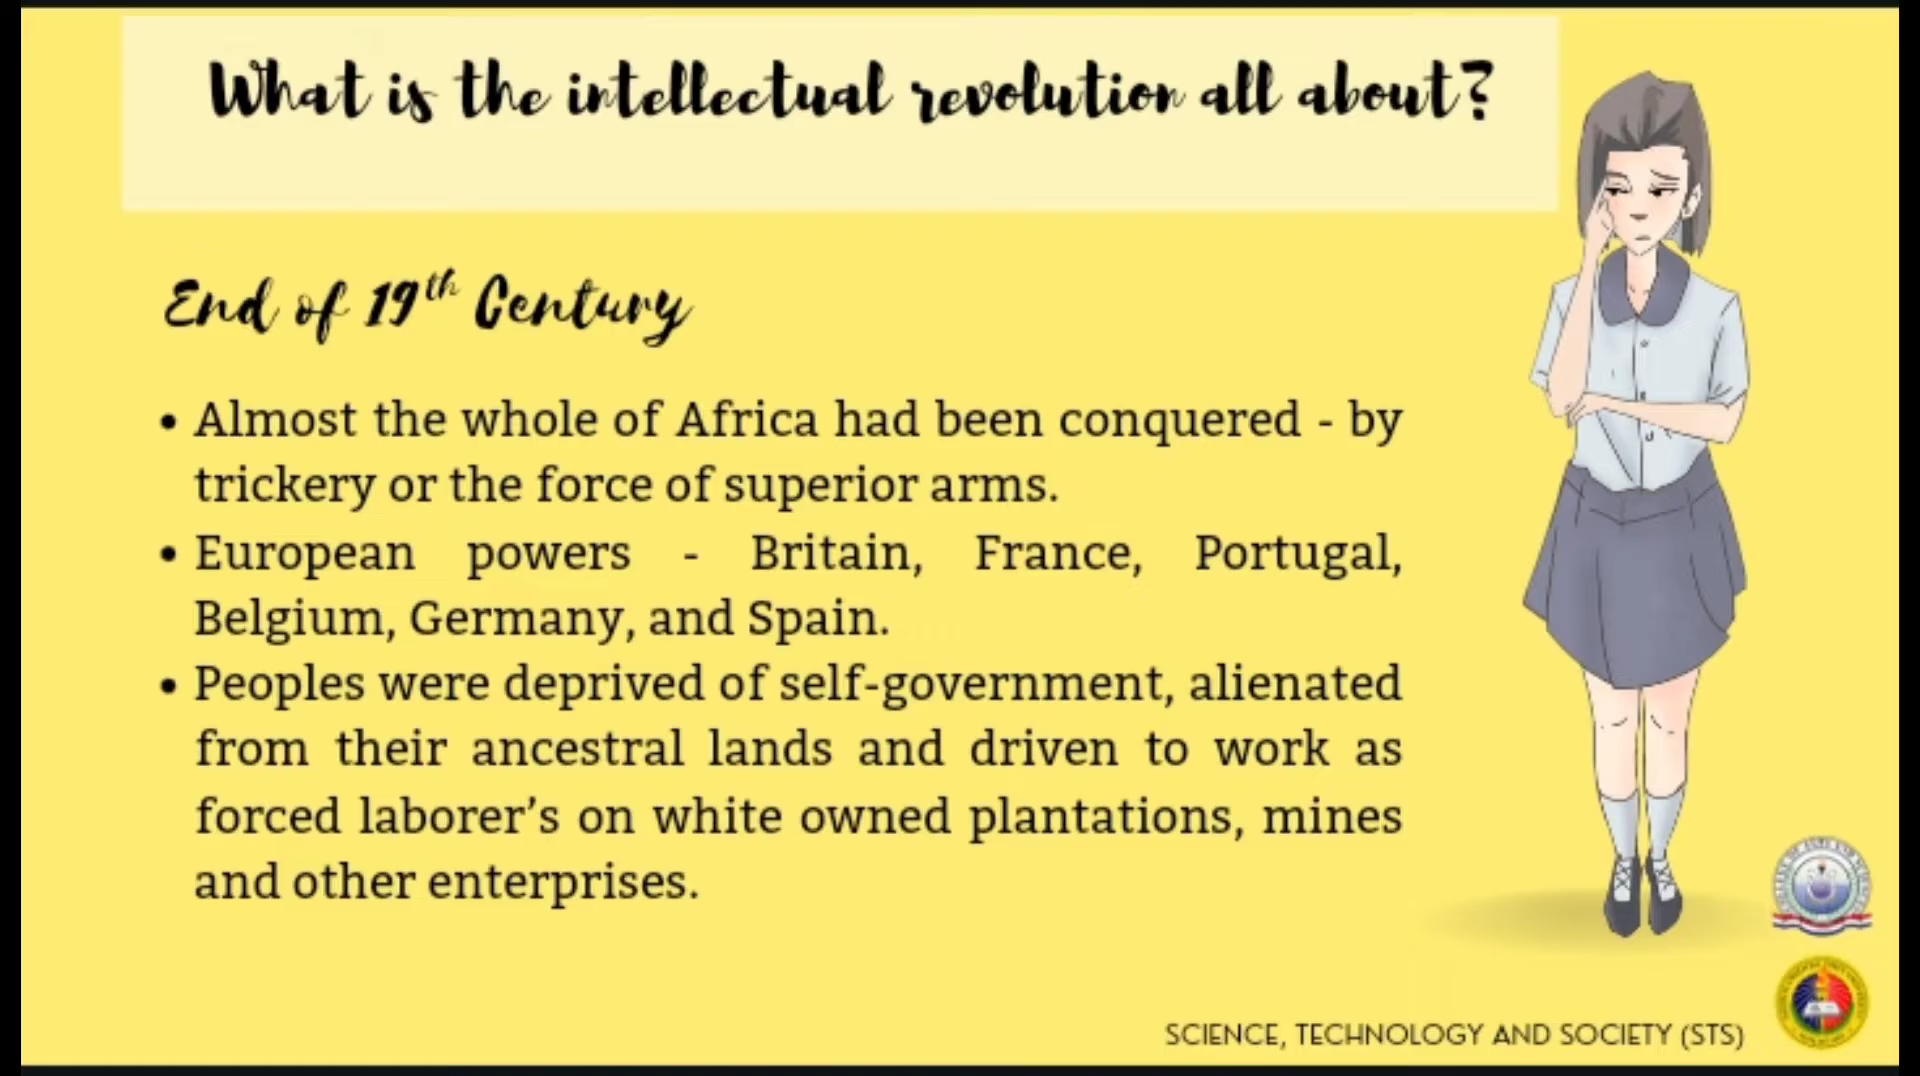 What is the intellectual revolution all about?
End of 19th Century
• Almost the whole of Africa had been conquered - by
trickery or the force of superior arms.
• European powers - Britain, France, Portugal,
Belgium, Germany, and Spain.
• Peoples were deprived of self-government, alienated
from their ancestral lands and driven to work as
forced laborer’s on white owned plantations, mines
and other enterprises.
SCIENCE, TECHNOLOGY AND SOCIETY (STS)